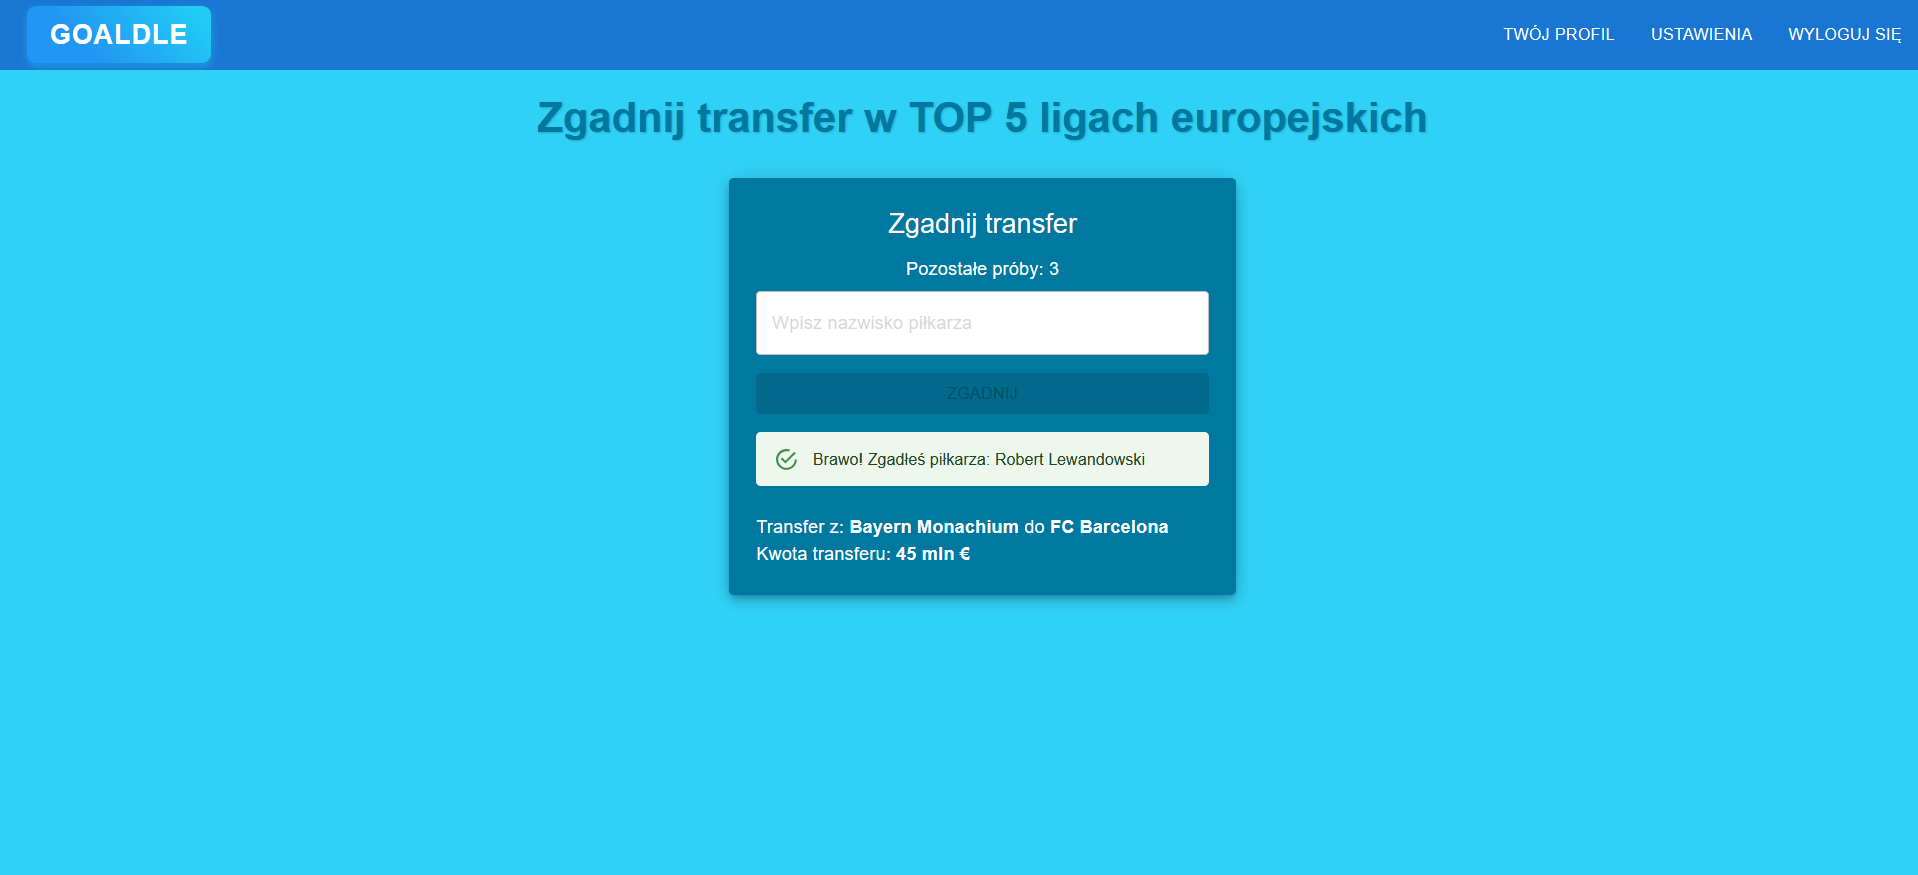 GOALDLE
TWÓJ PROFIL
USTAWIENIA
WYLOGUJ SIĘ
Zgadnij transfer w TOP 5 ligach europejskich
Zgadnij transfer
Pozostałe próby: 3
Wpisz nazwisko piłkarza
ZGADNIJ
Brawo! Zgadłeś piłkarza: Robert Lewandowski
Transfer z: Bayern Monachium do FC Barcelona
Kwota transferu: 45 mln €